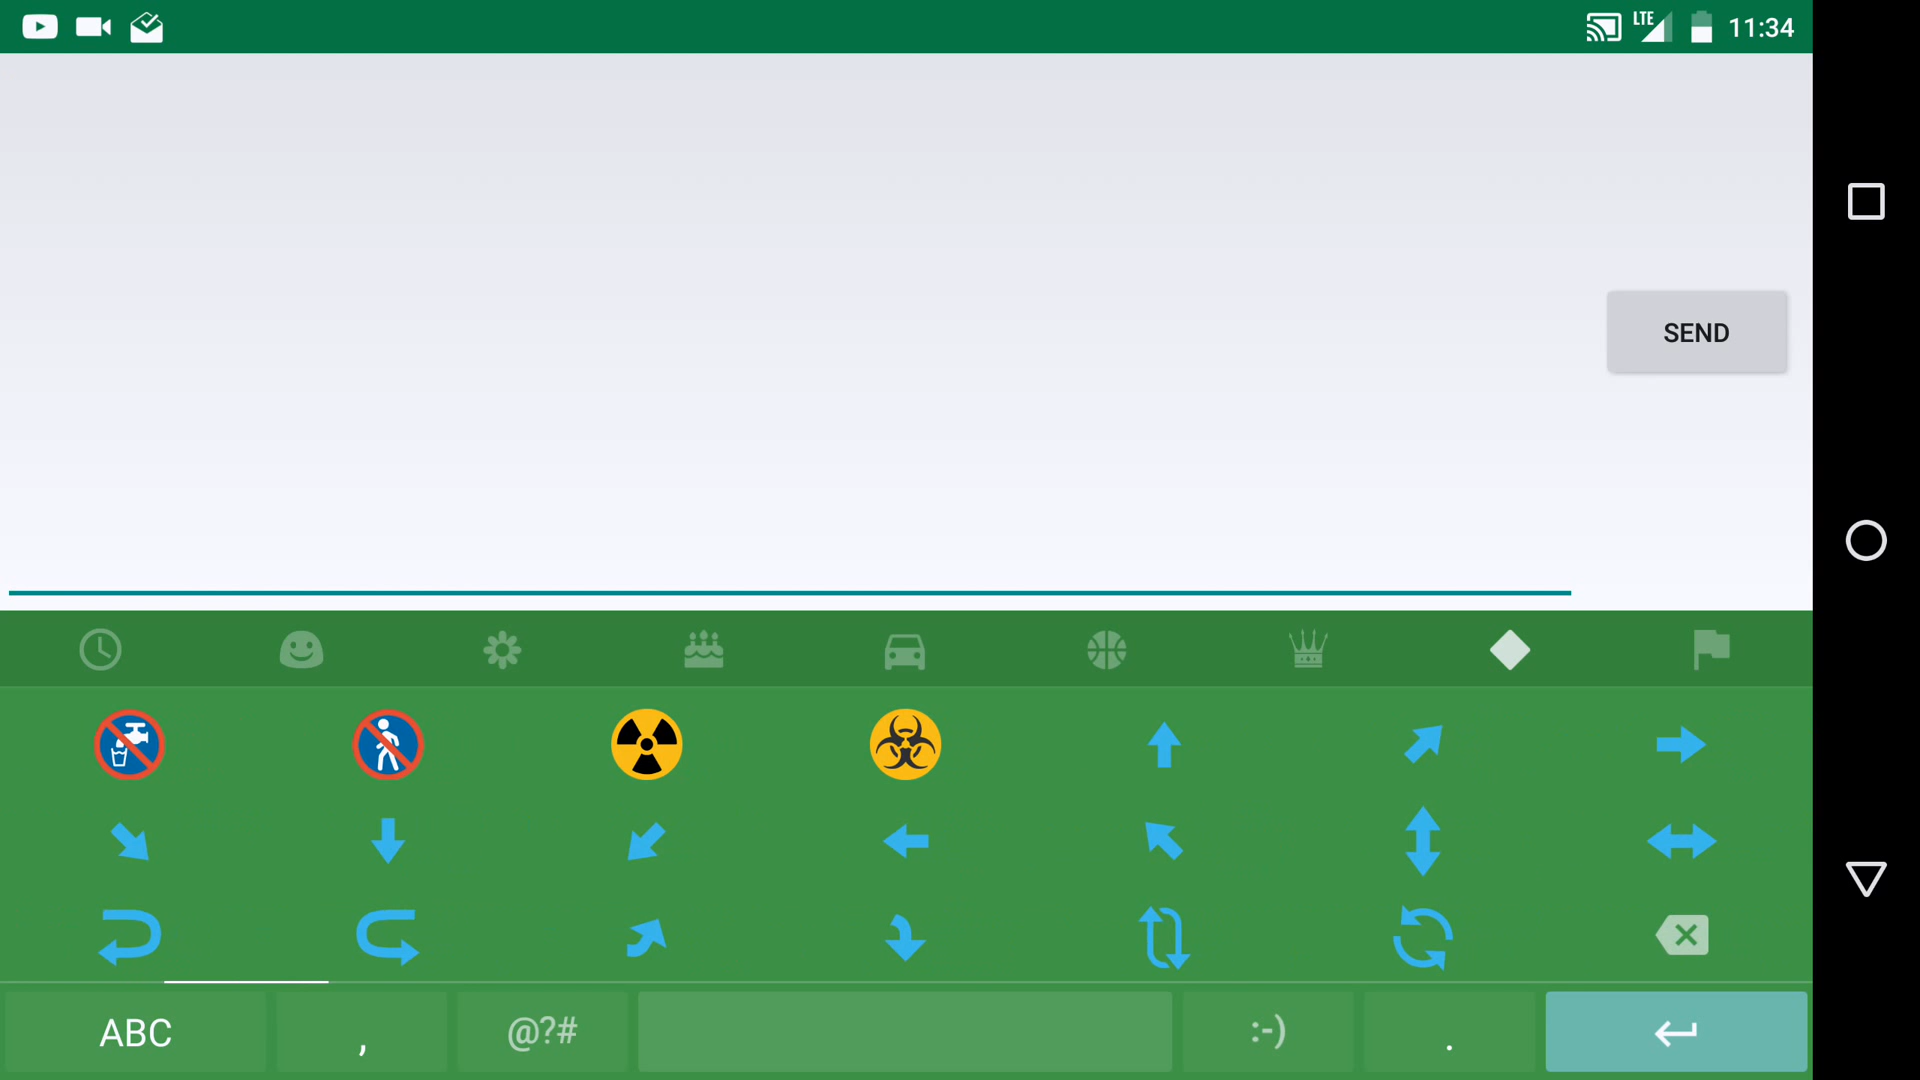 LTE 11:34
SEND
ABC , @?# :-) .